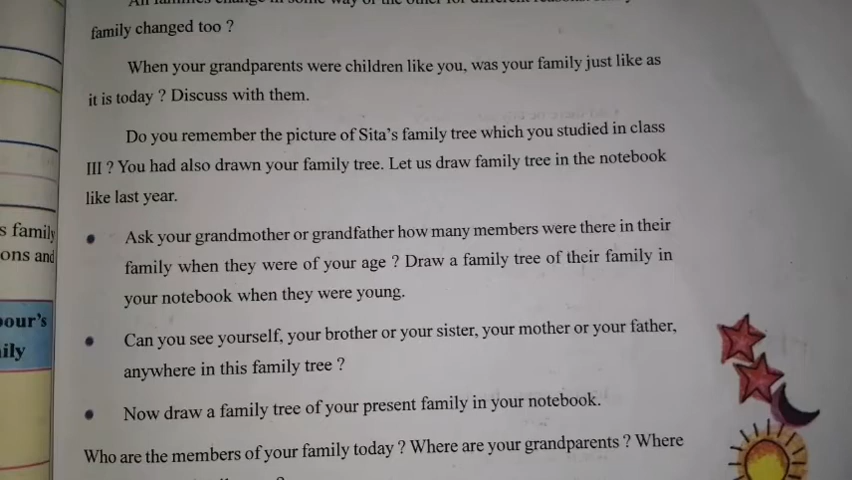 family changed too ?
When your grandparents were children like you, was your family just like as
it is today ? Discuss with them.
Do you remember the picture of Sita's family tree which you studied in class
III ? You had also drawn your family tree. Let us draw family tree in the notebook
like last year.
s family
ons and
our's
ily
• Ask your grandmother or grandfather how many members were there in their
family when they were of your age ? Draw a family tree of their family in
your notebook when they were young.
• Can you see yourself, your brother or your sister, your mother or your father,
anywhere in this family tree ?
• Now draw a family tree of your present family in your notebook.
Who are the members of your family today ? Where are your grandparents ? Where